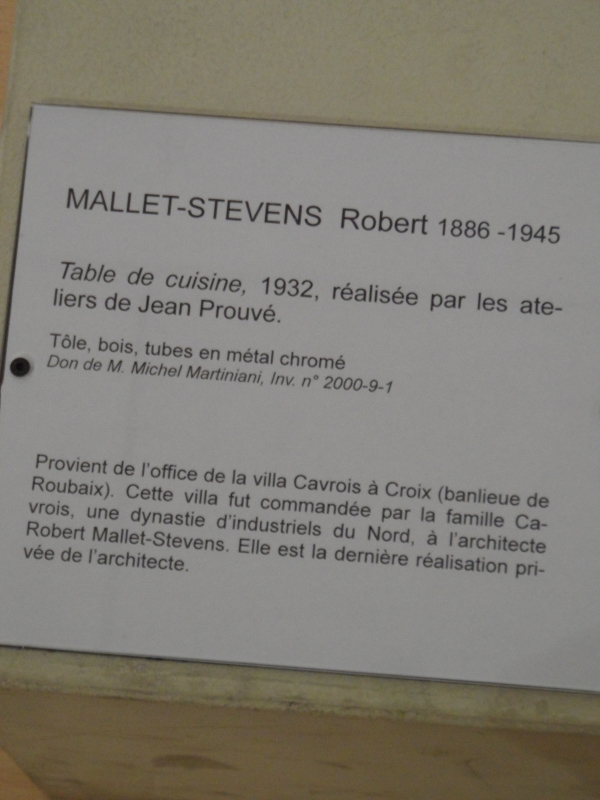 MALLET-STEVENS Robert 1886 -1945
Table de cuisine, 1932, réalisée par les ate-
liers de Jean Prouvé.
Tôle, bois, tubes en métal chromé
Don de M. Michel Martiniani, Inv. n° 2000-9-1
Provient de l'office de la villa Cavrois à Croix (banlieue de
Roubaix). Cette villa fut commandée par la famille Ca-
vrois, une dynastie d'industriels du Nord, à l'architecte
Robert Mallet-Stevens. Elle est la dernière réalisation pri-
vée de l'architecte.